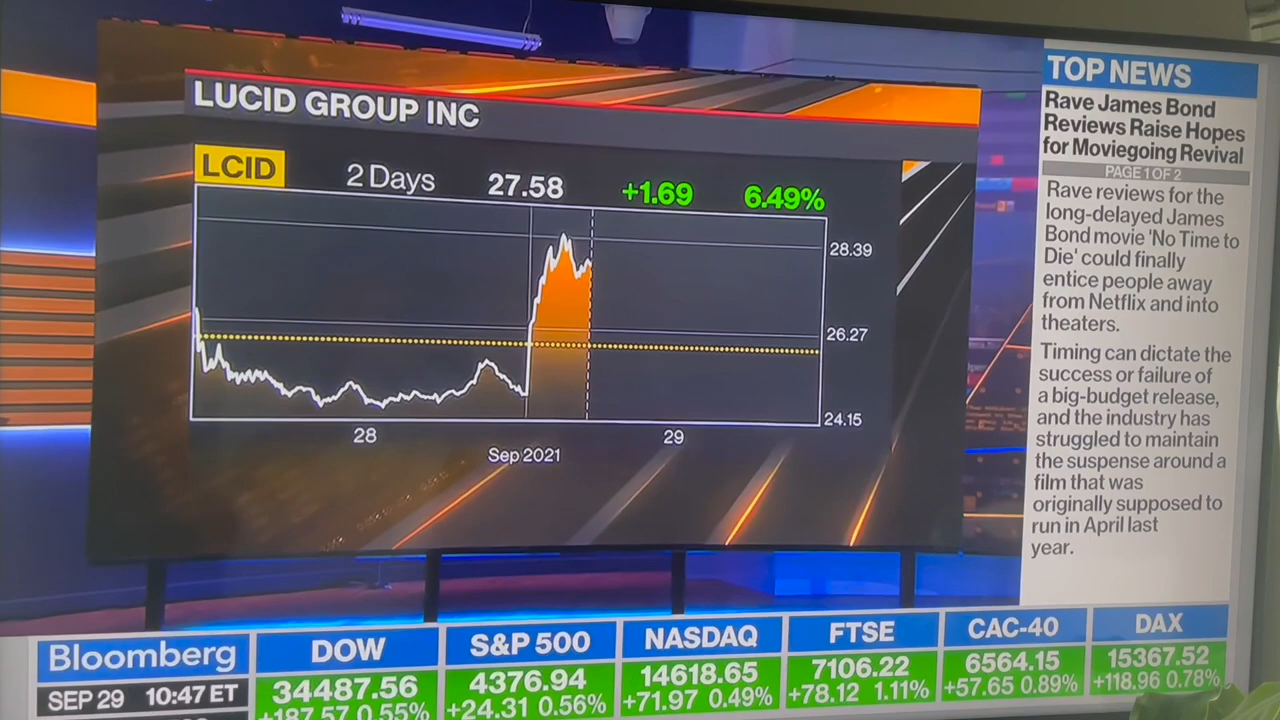 LUCID GROUP INC
LCID 2 Days 27.58 +1.69 6.49%
28.39
26.27
24.15
28 29
Sep 2021
TOP NEWS
Rave James Bond
Reviews Raise Hopes
for Moviegoing Revival
PAGE 1 OF 2
Rave reviews for the
long-delayed James
Bond movie 'No Time to
Die' could finally
entice people away
from Netflix and into
theaters.
Timing can dictate the
success or failure of
a big-budget release,
and the industry has
struggled to maintain
the suspense around a
film that was
originally supposed to
run in April last
year.
Bloomberg
SEP 29 10:47 ET
DOW
34487.56
+187.57 0.55%
S&P 500
4376.94
+24.31 0.56%
NASDAQ
14618.65
+71.97 0.49%
FTSE
7106.22
+78.12 1.11%
CAC-40
6564.15
+57.65 0.89%
DAX
15367.52
+118.96 0.78%